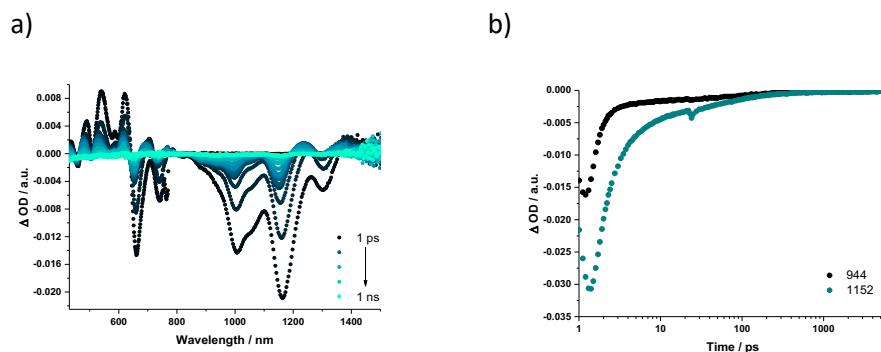 a)
b)
0.008
0.004
0.000
-0.004
-0.008
-0.012
-0.016
-0.020
Δ OD / a.u.
1 ps
1 ns
600 800 1000 1200 1400
Wavelength / nm
0.000
-0.005
-0.010
-0.015
-0.020
-0.025
-0.030
-0.035
Δ OD / a.u.
944
1152
1 10 100 1000
Time / ps